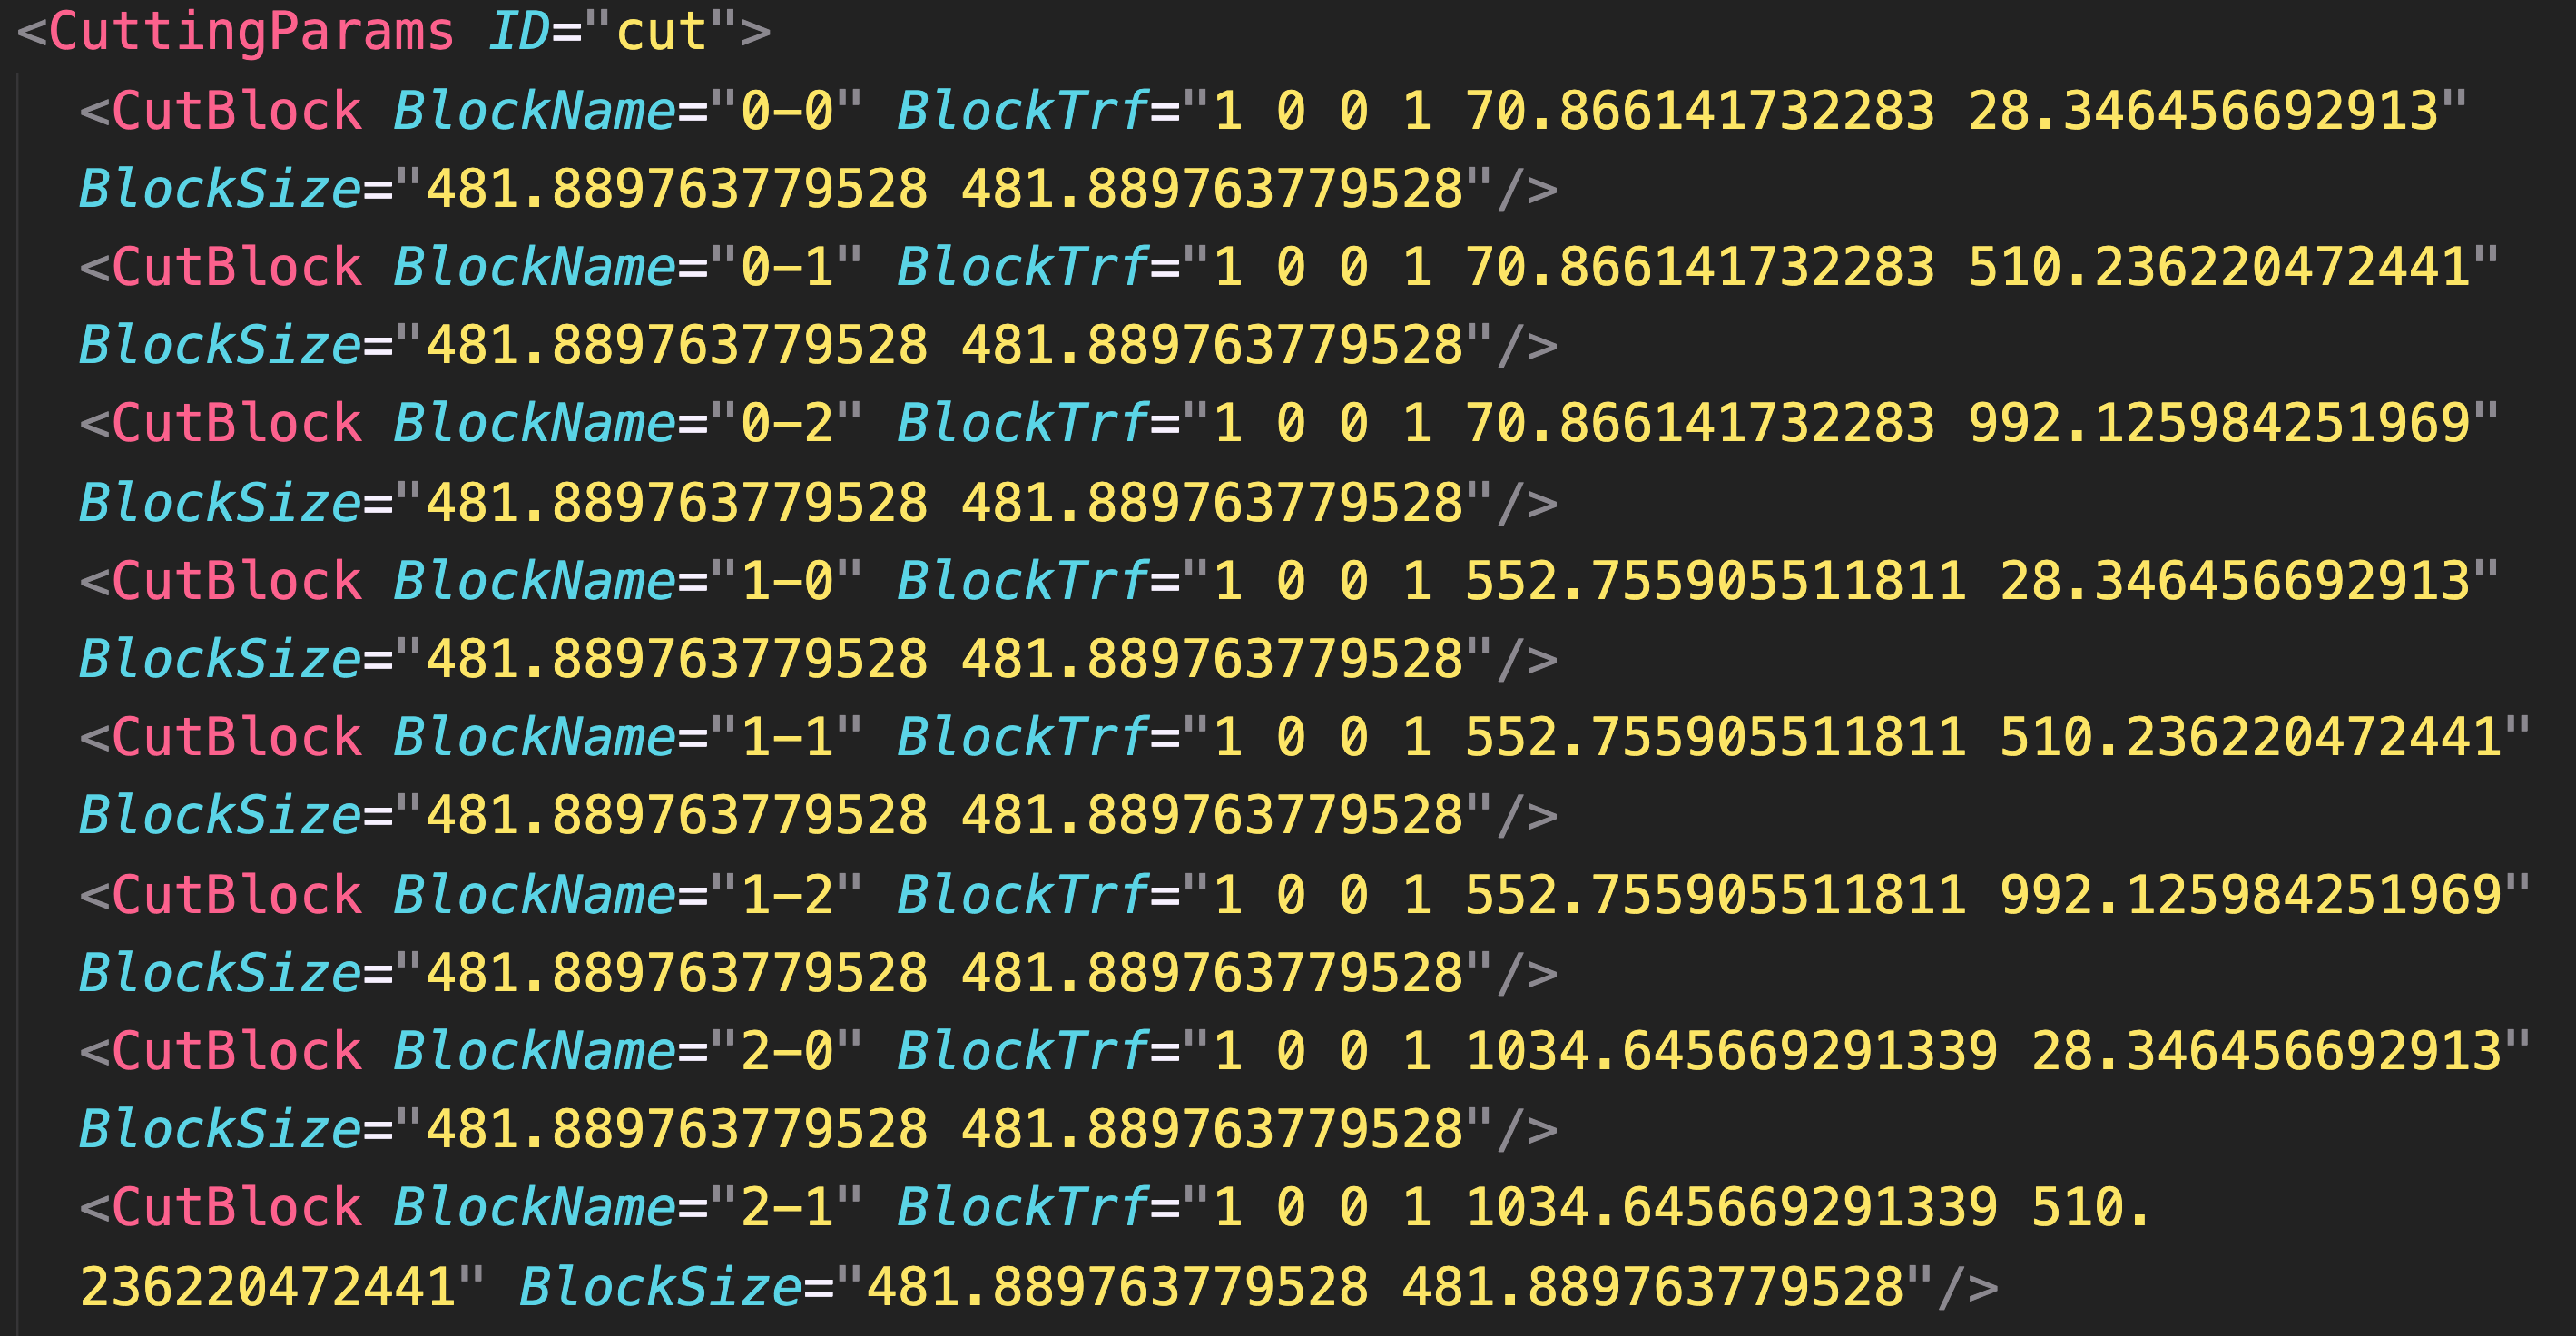 <CuttingParams ID="cut">
<CutBlock BlockName="0-0" BlockTrf="1 0 0 1 70.866141732283 28.346456692913"
BlockSize="481.889763779528 481.889763779528"/>
<CutBlock BlockName="0-1" BlockTrf="1 0 0 1 70.866141732283 510.236220472441"
BlockSize="481.889763779528 481.889763779528"/>
<CutBlock BlockName="0-2" BlockTrf="1 0 0 1 70.866141732283 992.125984251969"
BlockSize="481.889763779528 481.889763779528"/>
<CutBlock BlockName="1-0" BlockTrf="1 0 0 1 552.755905511811 28.346456692913"
BlockSize="481.889763779528 481.889763779528"/>
<CutBlock BlockName="1-1" BlockTrf="1 0 0 1 552.755905511811 510.236220472441"
BlockSize="481.889763779528 481.889763779528"/>
<CutBlock BlockName="1-2" BlockTrf="1 0 0 1 552.755905511811 992.125984251969"
BlockSize="481.889763779528 481.889763779528"/>
<CutBlock BlockName="2-0" BlockTrf="1 0 0 1 1034.645669291339 28.346456692913"
BlockSize="481.889763779528 481.889763779528"/>
<CutBlock BlockName="2-1" BlockTrf="1 0 0 1 1034.645669291339 510.
236220472441" BlockSize="481.889763779528 481.889763779528"/>